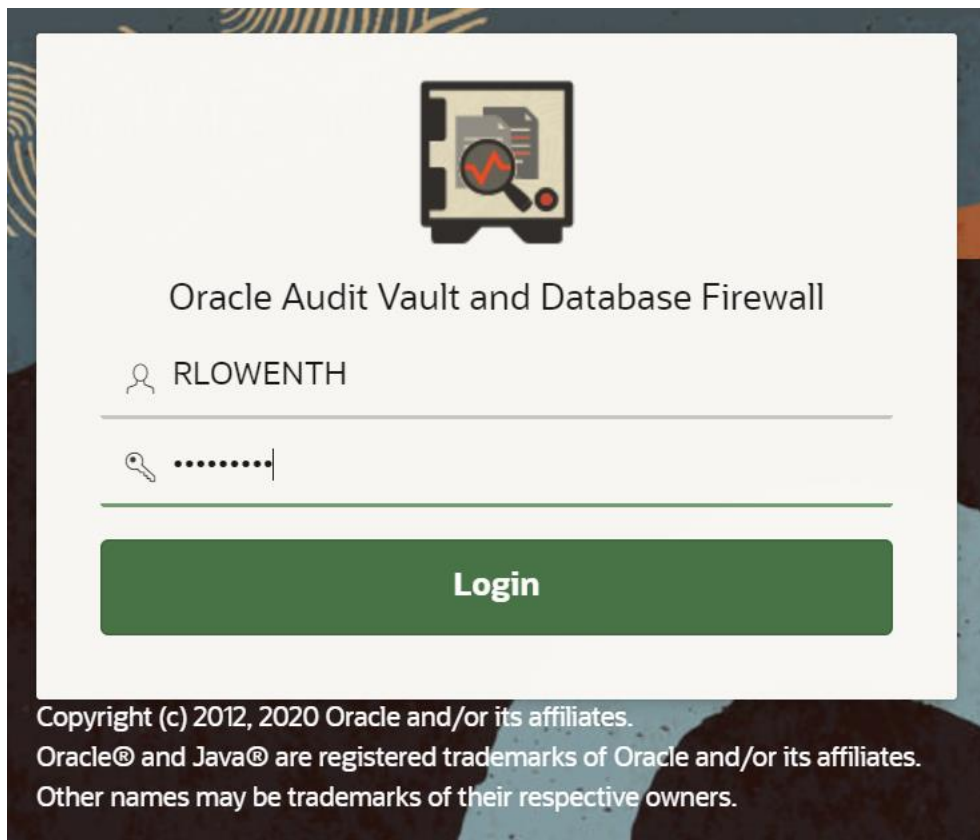 Oracle Audit Vault and Database Firewall
RLOWENTH
•••••••••
Login
Copyright (c) 2012, 2020 Oracle and/or its affiliates.
Oracle® and Java® are registered trademarks of Oracle and/or its affiliates.
Other names may be trademarks of their respective owners.